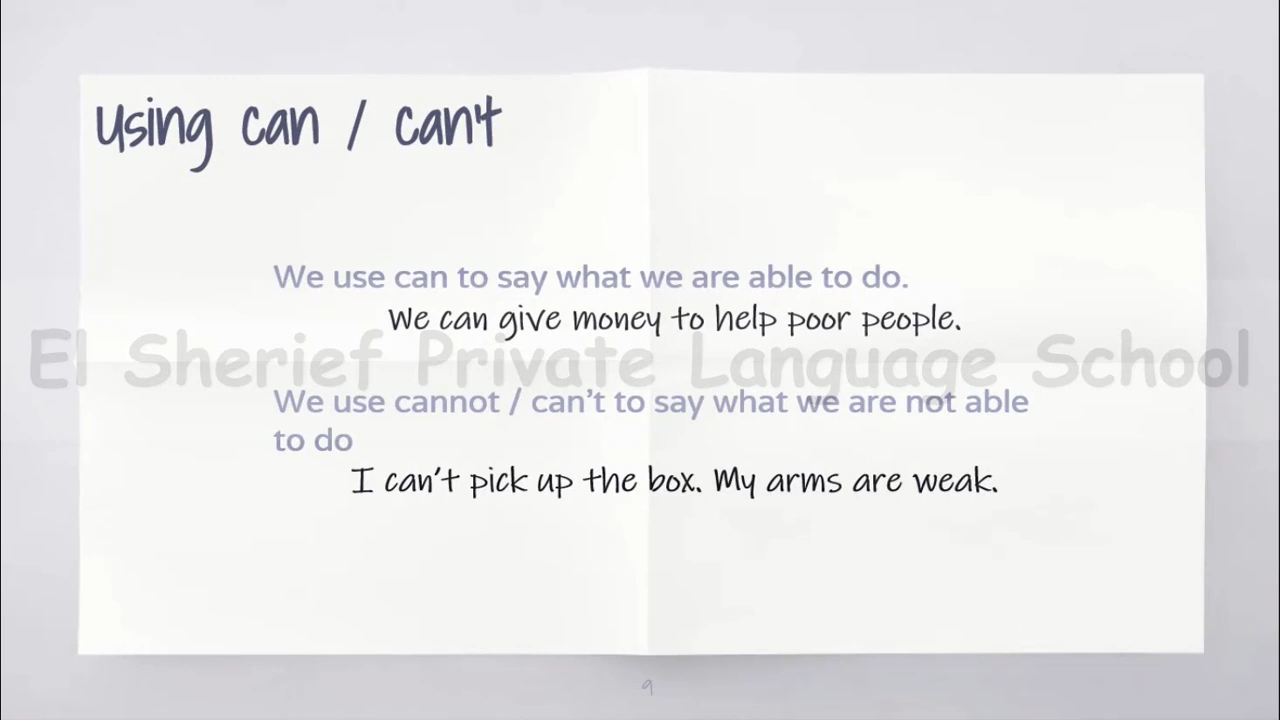 Using can / can't
We use can to say what we are able to do.
We can give money to help poor people.
El Sherief Private Language School
We use cannot / can't to say what we are not able
to do
I can't pick up the box. My arms are weak.
9